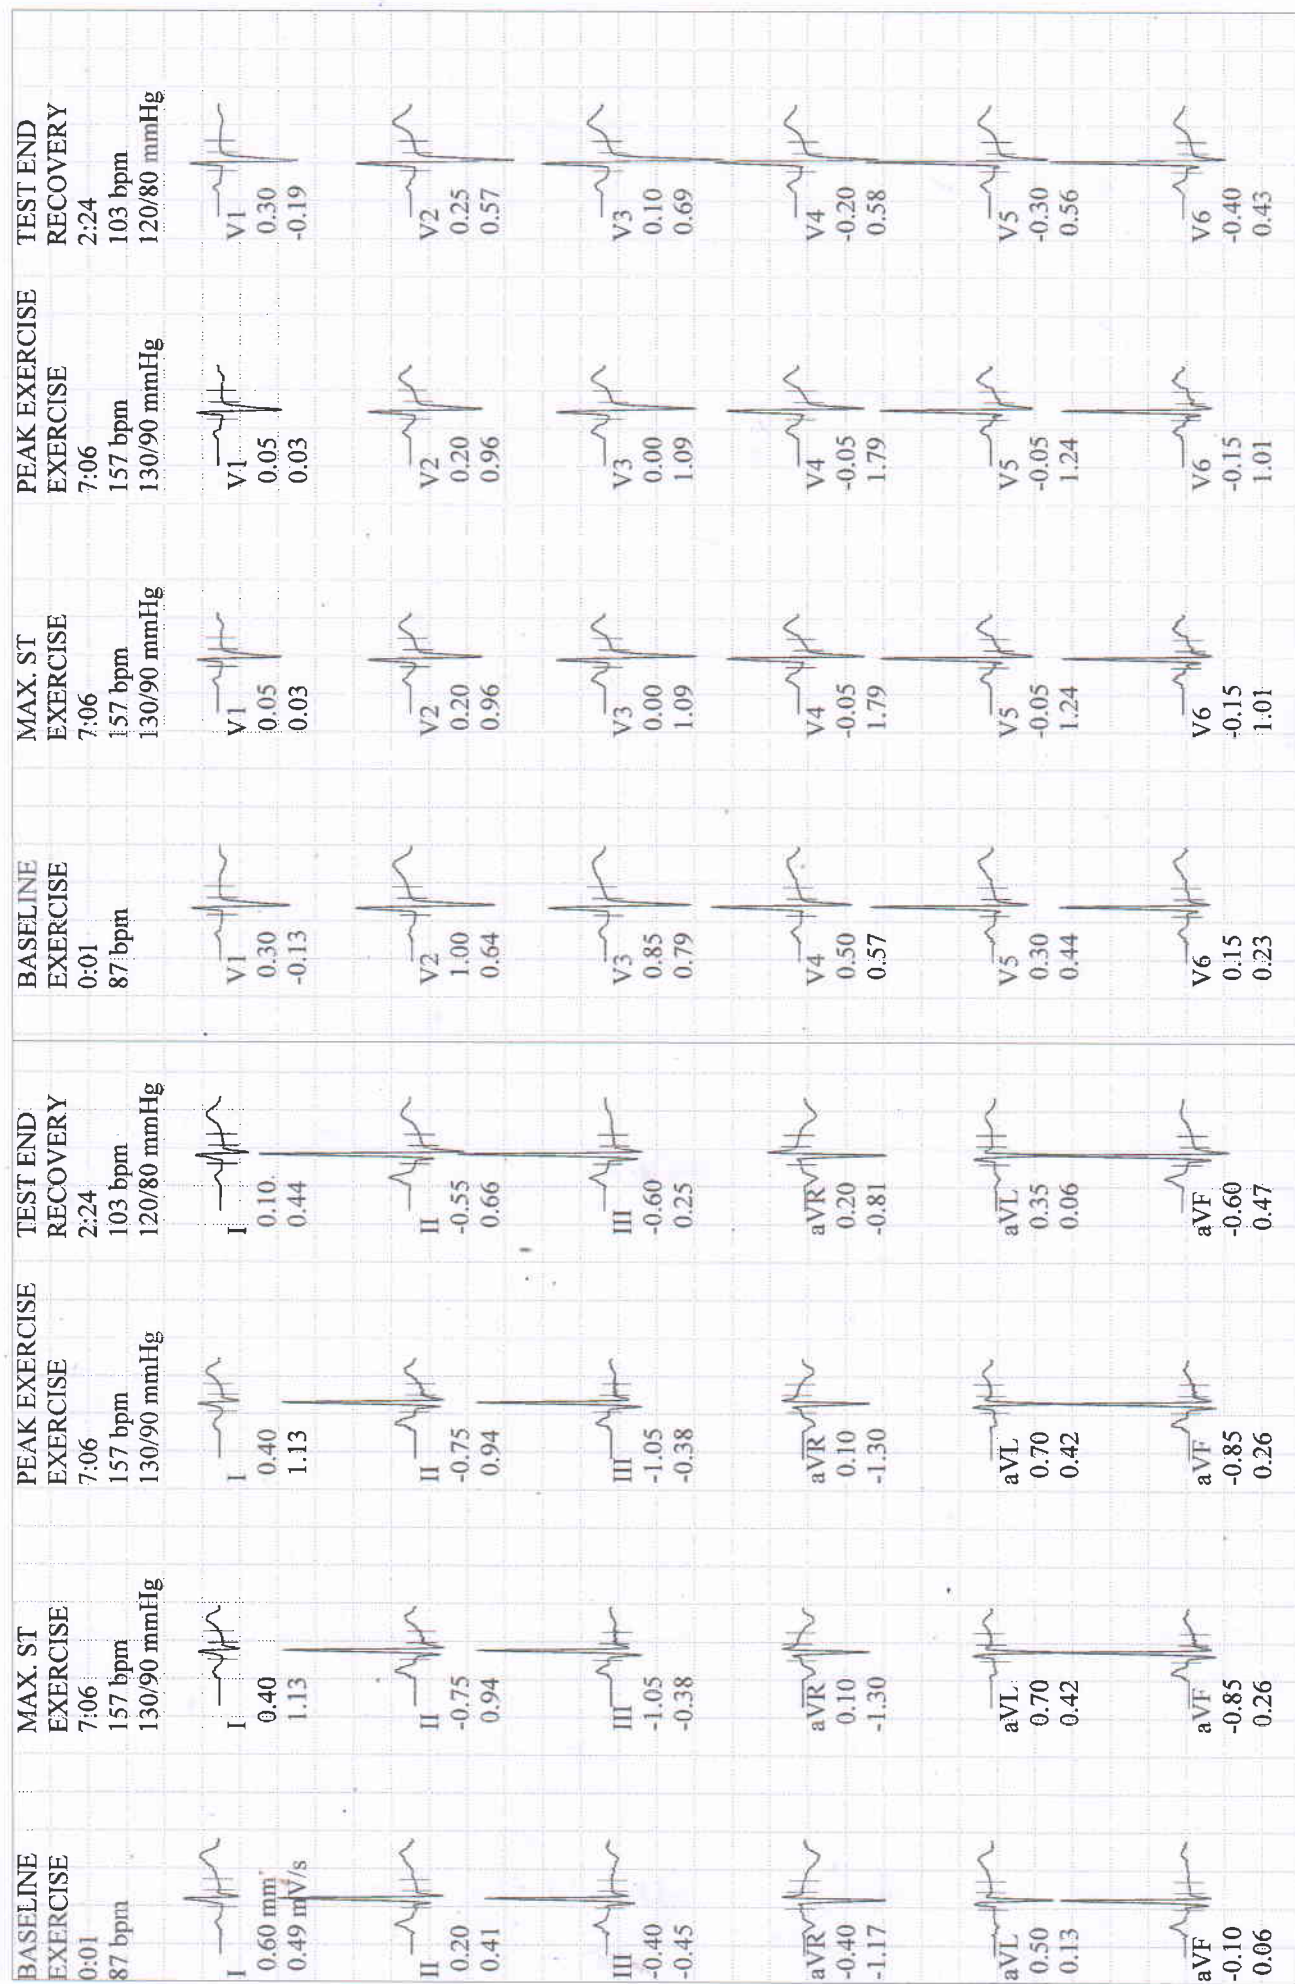 BASELINE
EXERCISE
0:01
87 bpm
I
0.60 mm
0.49 mV/s
II
0.20
0.41
III
-0.40
-0.45
aVR
-0.40
-1.17
aVL
0.50
0.13
aVF
-0.10
0.06
MAX. ST
EXERCISE
7:06
157 bpm
130/90 mmHg
I
0.40
1.13
II
-0.75
0.94
III
-1.05
-0.38
aVR
0.10
-1.30
aVL
0.70
0.42
aVF
-0.85
0.26
PEAK EXERCISE
EXERCISE
7:06
157 bpm
130/90 mmHg
I
0.40
1.13
II
-0.75
0.94
III
-1.05
-0.38
aVR
0.10
-1.30
aVL
0.70
0.42
aVF
-0.85
0.26
TEST END
RECOVERY
2:24
103 bpm
120/80 mmHg
I
0.10
0.44
II
-0.55
0.66
III
-0.60
0.25
aVR
0.20
-0.81
aVL
0.35
0.06
aVF
-0.60
0.47
BASELINE
EXERCISE
0:01
87 bpm
V1
0.30
-0.13
V2
1.00
0.64
V3
0.85
0.79
V4
0.50
0.57
V5
0.30
0.44
V6
0.15
0.23
MAX. ST
EXERCISE
7:06
157 bpm
130/90 mmHg
V1
0.05
0.03
V2
0.20
0.96
V3
0.00
1.09
V4
-0.05
1.79
V5
-0.05
1.24
V6
-0.15
1.01
PEAK EXERCISE
EXERCISE
7:06
157 bpm
130/90 mmHg
V1
0.05
0.03
V2
0.20
0.96
V3
0.00
1.09
V4
-0.05
1.79
V5
-0.05
1.24
V6
-0.15
1.01
TEST END
RECOVERY
2:24
103 bpm
120/80 mmHg
V1
0.30
-0.19
V2
0.25
0.57
V3
0.10
0.69
V4
-0.20
0.58
V5
-0.30
0.56
V6
-0.40
0.43